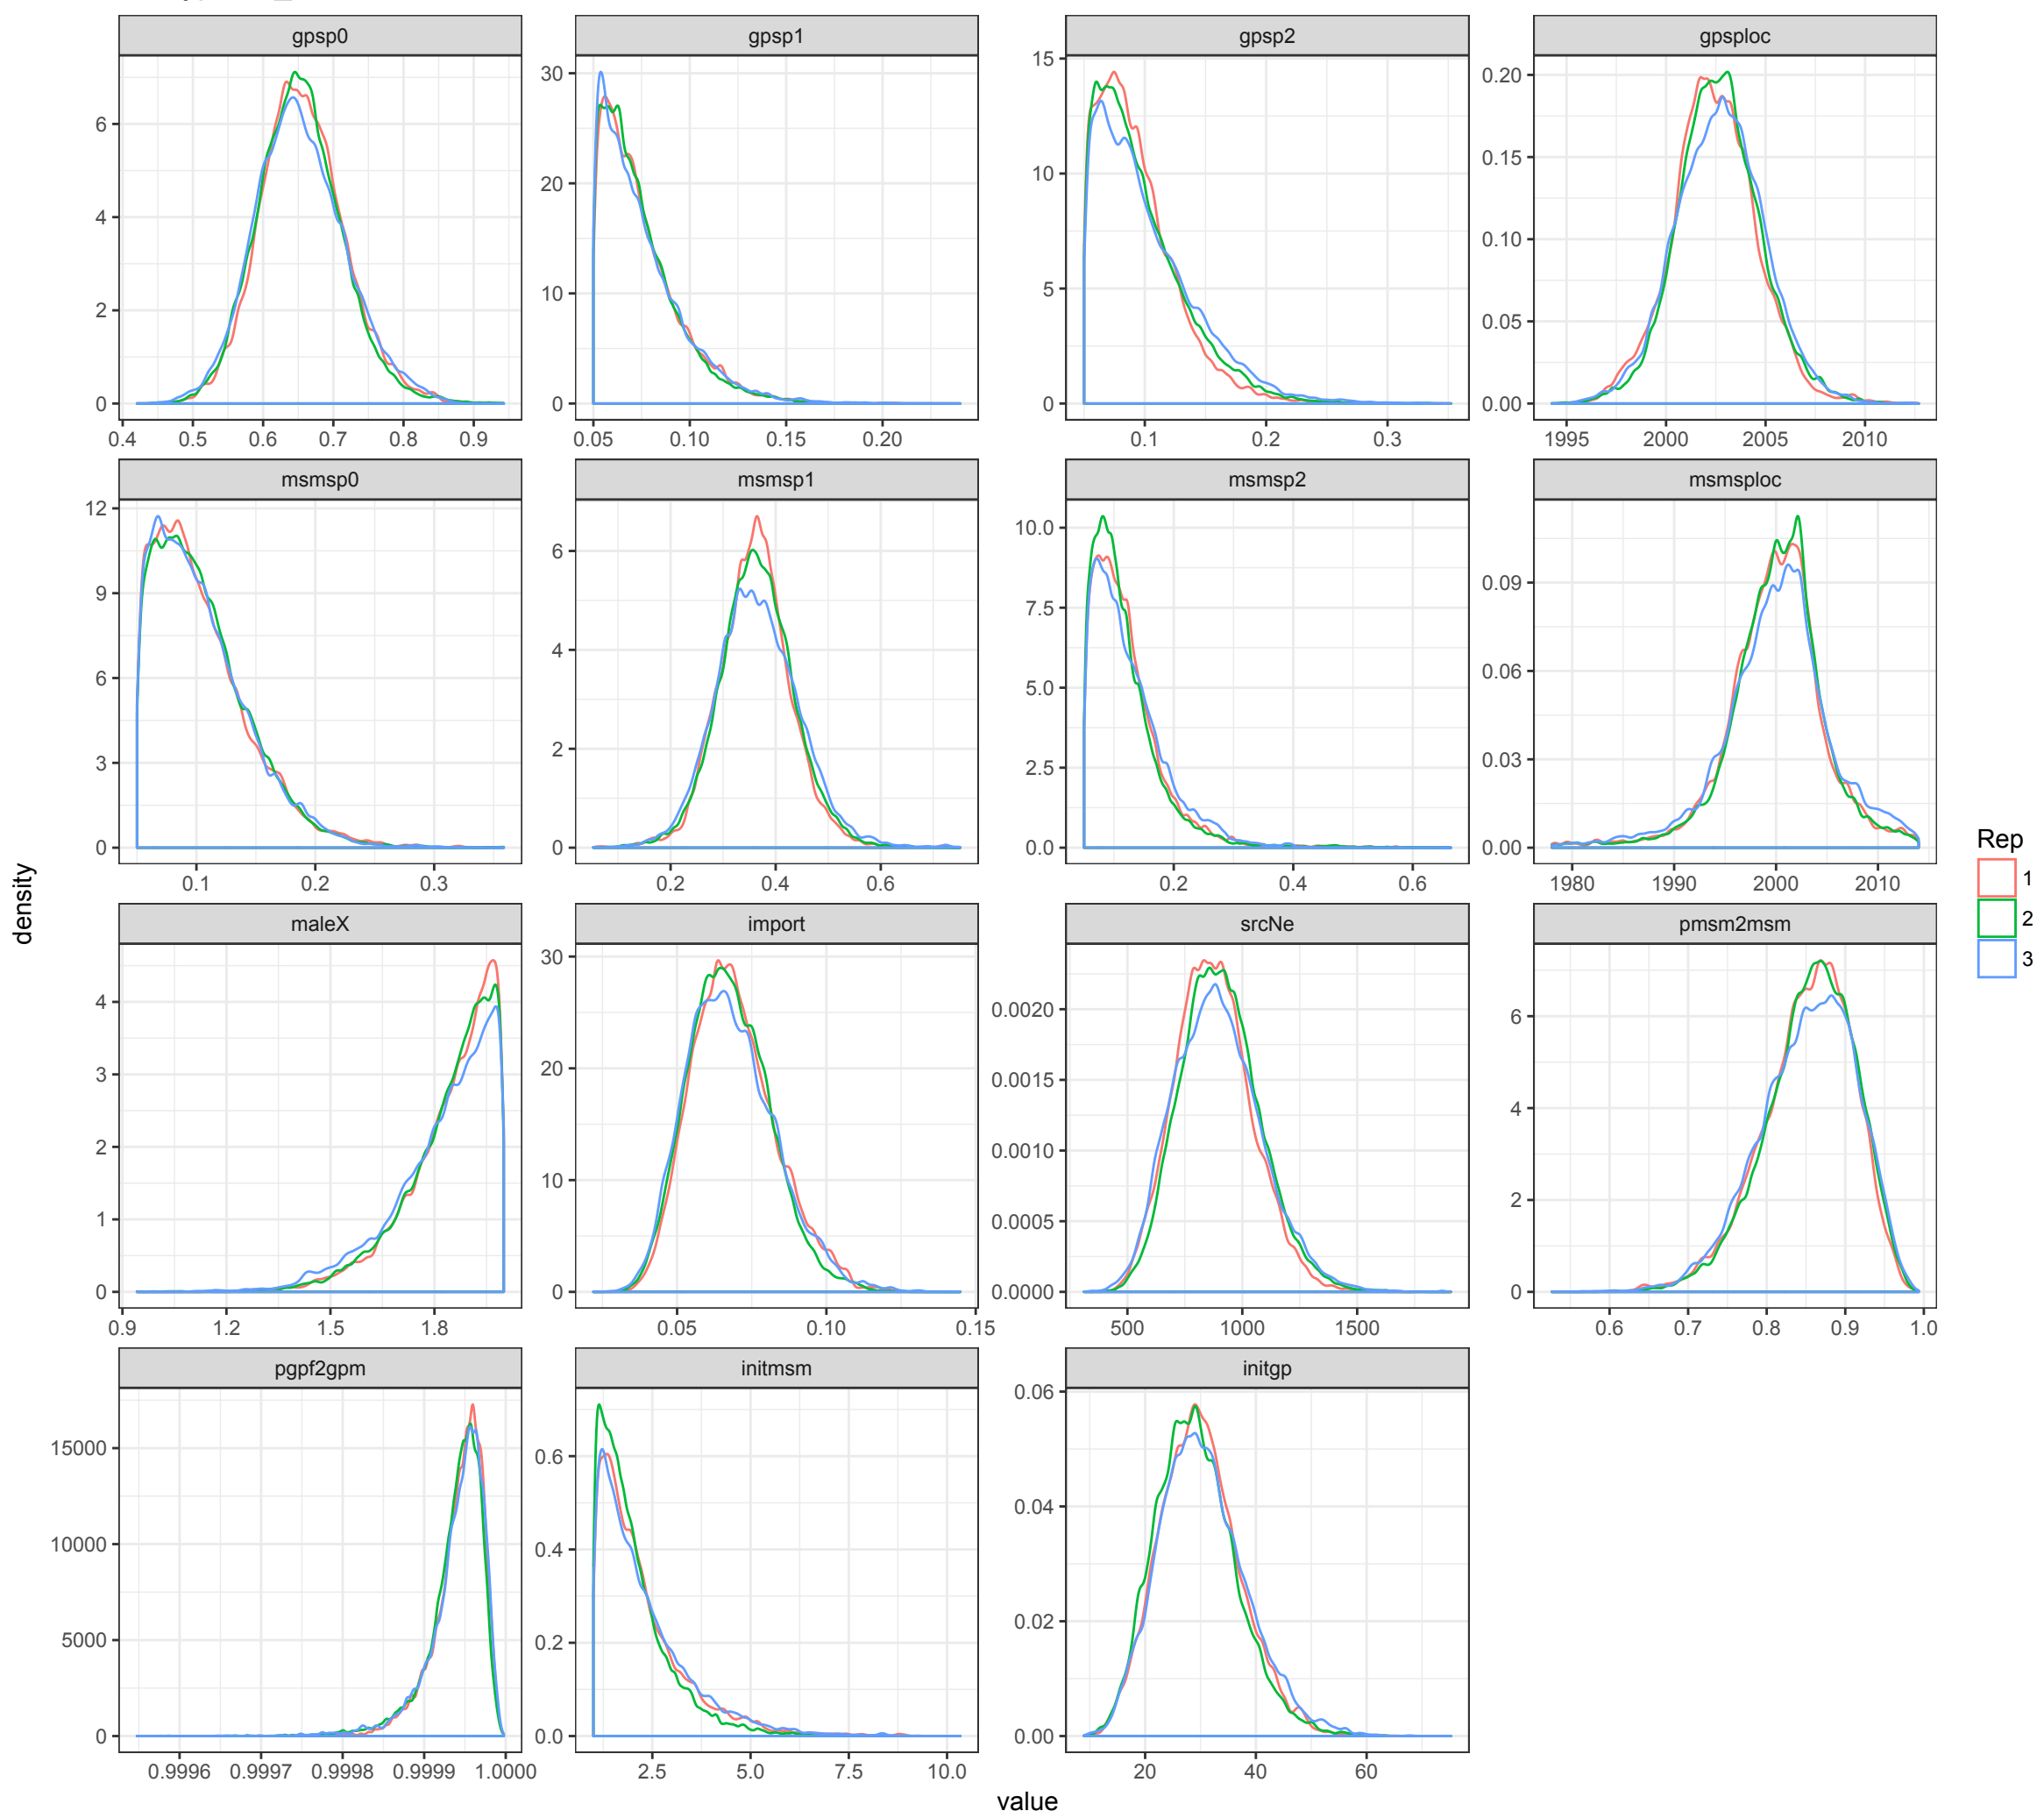 gpsp0 gpsp1 gpsp2 gpsploc
0 2 4 6
0.4 0.5 0.6 0.7 0.8 0.9
0 10 20 30
0.05 0.10 0.15 0.20
0 5 10 15
0.1 0.2 0.3
0.00 0.05 0.10 0.15 0.20
1995 2000 2005 2010
msmsp0 msmsp1 msmsp2 msmsploc
0 3 6 9 12
0.1 0.2 0.3
0 2 4 6
0.2 0.4 0.6
0.0 2.5 5.0 7.5 10.0
0.2 0.4 0.6
0.00 0.03 0.06 0.09
1980 1990 2000 2010
maleX import srcNe pmsm2msm
0 1 2 3 4
0.9 1.2 1.5 1.8
0 10 20 30
0.05 0.10 0.15
0.0000 0.0005 0.0010 0.0015 0.0020
500 1000 1500
0 2 4 6
0.6 0.7 0.8 0.9 1.0
pgpf2gpm initmsm initgp
0 5000 10000 15000
0.9996 0.9997 0.9998 0.9999 1.0000
0.0 0.2 0.4 0.6
2.5 5.0 7.5 10.0
0.00 0.02 0.04 0.06
20 40 60
density
value
Rep
1
2
3